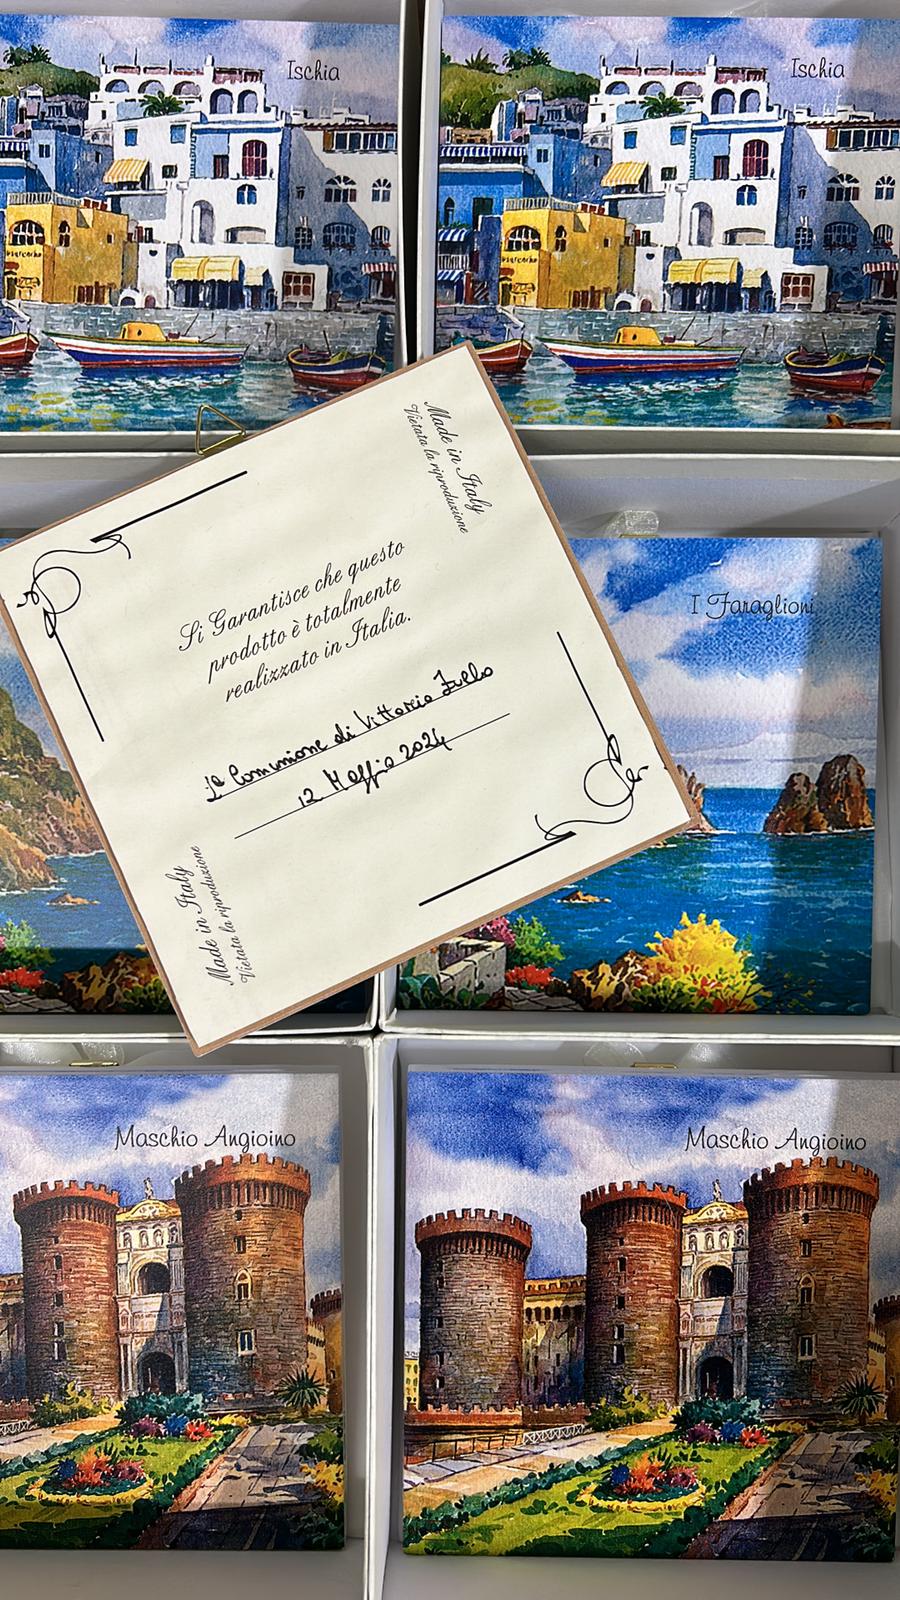 Ischia
Ischia
Made in Italy
Vietata la riproduzione
Si Garantisce che questo
prodotto è totalmente
realizzato in Italia.
1ª Comunione di Vittorio
12 Maggio 2024
Made in Italy
Vietata la riproduzione
I Faraglioni
Maschio Angioino
Maschio Angioino